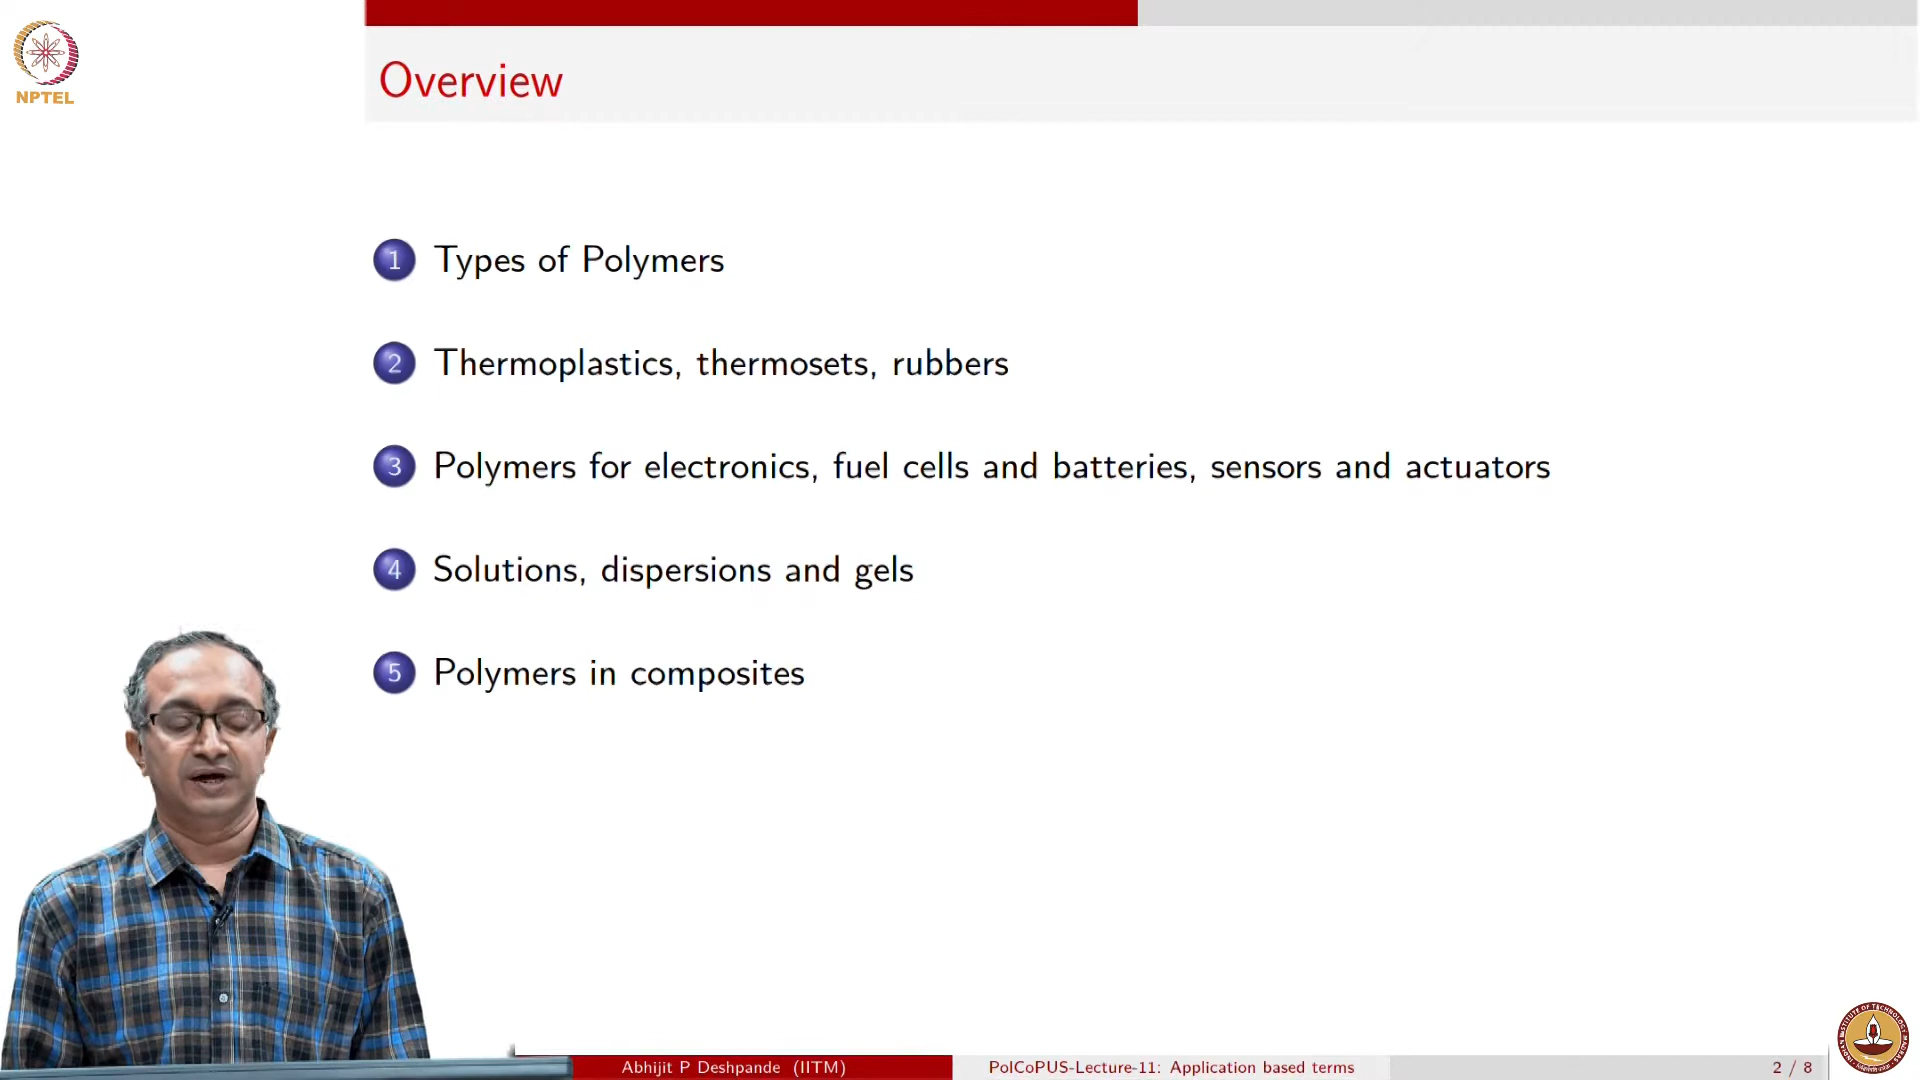 NPTEL
Overview
1 Types of Polymers
2 Thermoplastics, thermosets, rubbers
3 Polymers for electronics, fuel cells and batteries, sensors and actuators
4 Solutions, dispersions and gels
5 Polymers in composites
Abhijit P Deshpande (IITM) PolCoPUS-Lecture-11: Application based terms 2 / 8